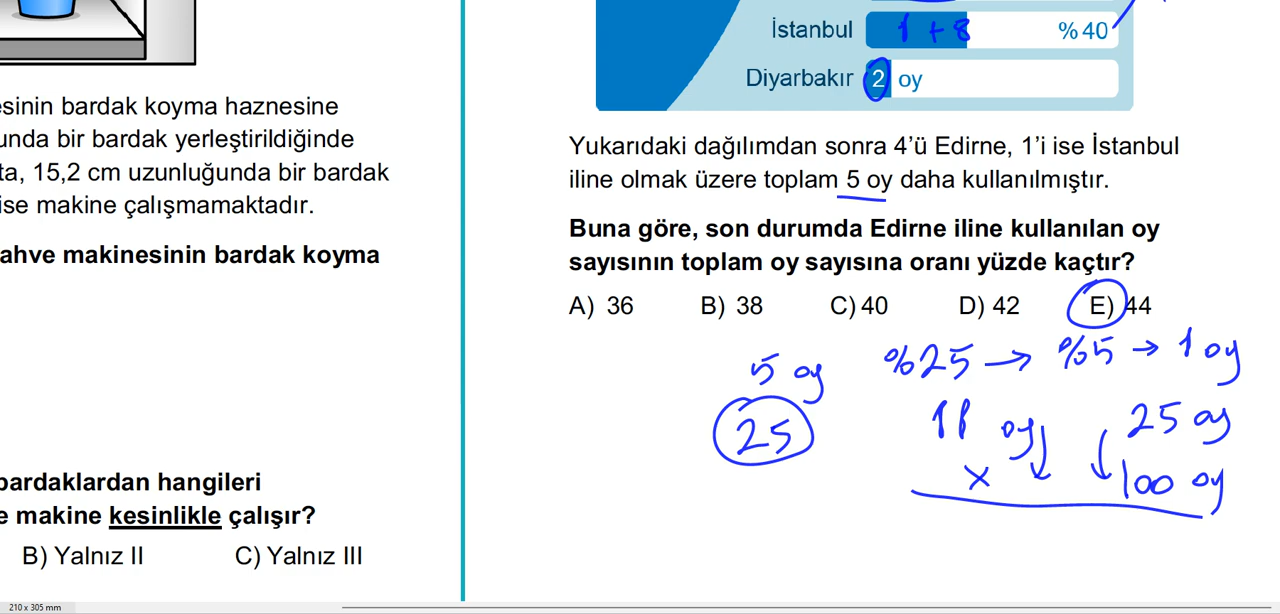 esinin bardak koyma haznesine
unda bir bardak yerleştirildiğinde
ta, 15,2 cm uzunluğunda bir bardak
ise makine çalışmamaktadır.
ahve makinesinin bardak koyma
bardaklardan hangileri
e makine kesinlikle çalışır?
B) Yalnız II C) Yalnız III
İstanbul 1 + 8 %40
Diyarbakır 2 oy
Yukarıdaki dağılımdan sonra 4’ü Edirne, 1’i ise İstanbul
iline olmak üzere toplam 5 oy daha kullanılmıştır.
Buna göre, son durumda Edirne iline kullanılan oy
sayısının toplam oy sayısına oranı yüzde kaçtır?
A) 36 B) 38 C) 40 D) 42 E) 44
5 oy %25 → %5 → 1 oy
25 11 oy 25 oy
x 100 oy
210 x 305 mm